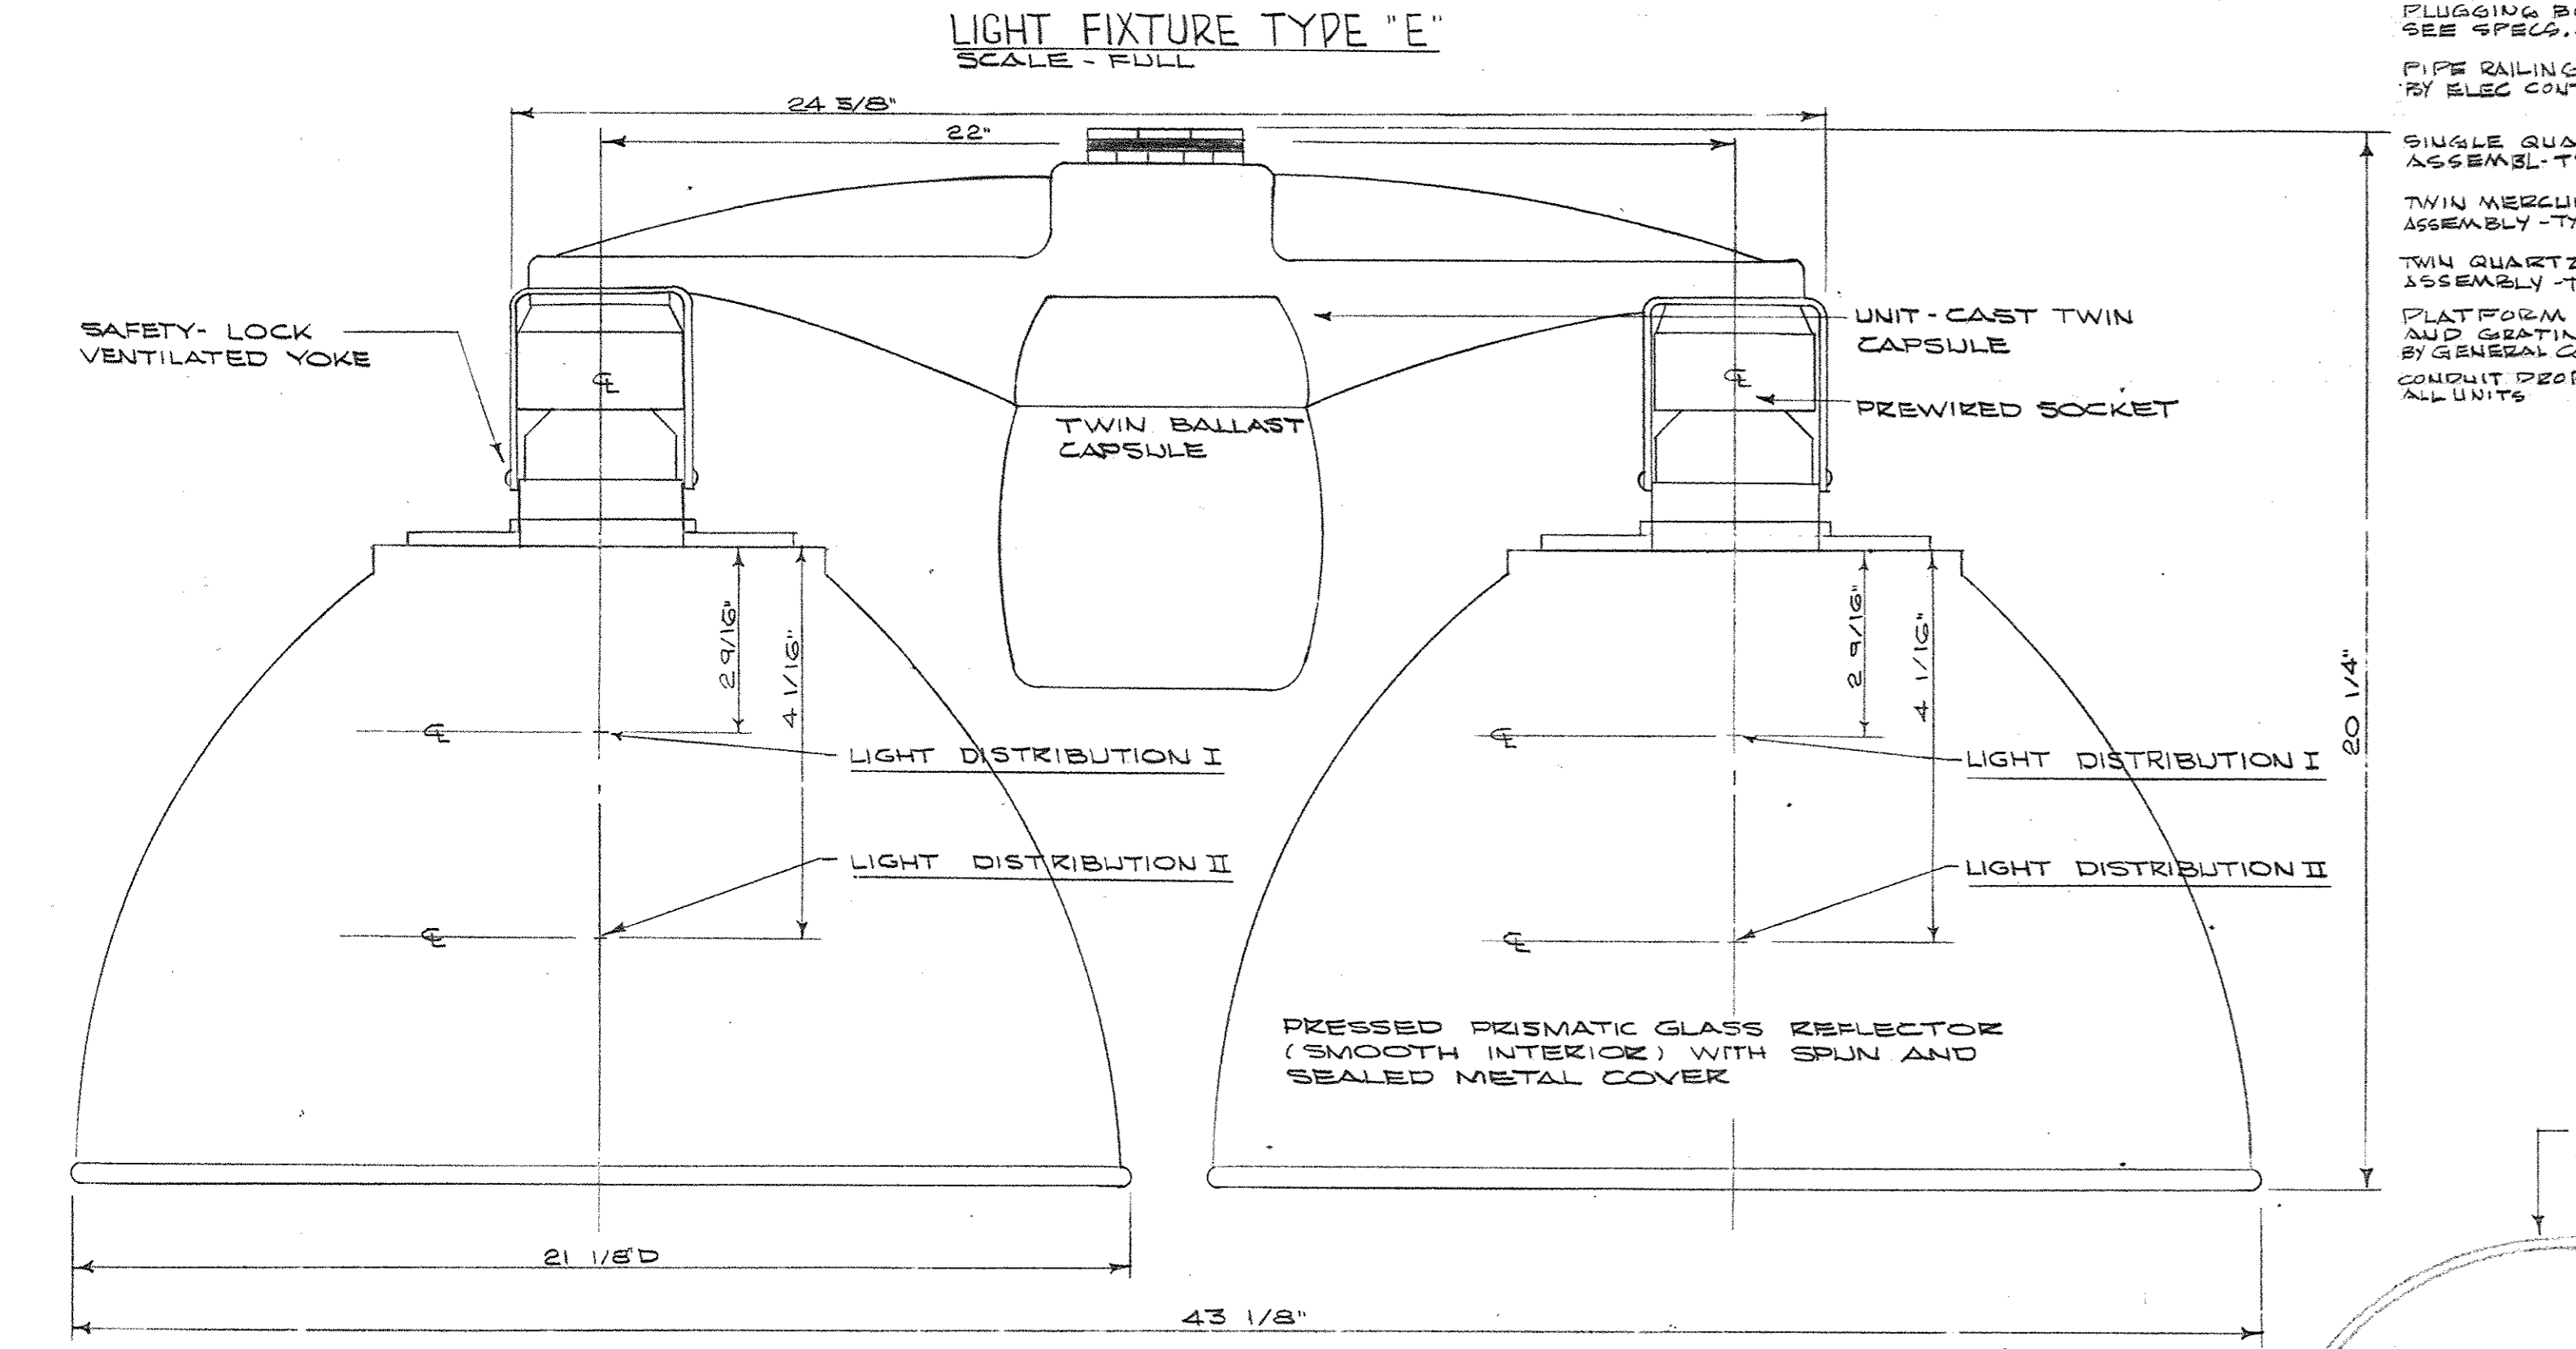 LIGHT FIXTURE TYPE "E"
SCALE - FULL
24 5/8"
22"
SAFETY- LOCK
VENTILATED YOKE
℄
℄
UNIT-CAST TWIN
CAPSULE
PREWIRED SOCKET
TWIN BALLAST
CAPSULE
2 9/16"
4 1/16"
2 9/16"
4 1/16"
20 1/4"
℄
LIGHT DISTRIBUTION I
℄
LIGHT DISTRIBUTION I
LIGHT DISTRIBUTION II
LIGHT DISTRIBUTION II
℄
℄
PRESSED PRISMATIC GLASS REFLECTOR
(SMOOTH INTERIOR) WITH SPUN AND
SEALED METAL COVER
21 1/8"D
43 1/8"
PLUGGING
SEE SPECS.
PIPE RAILING
BY ELEC
SINGLE
ASSEMBL-
TWIN
ASSEMBLY -
TWIN QUARTZ
ASSEMBLY -
PLATFORM
AND
BY GENERAL
CONDUIT
ALL UNITS